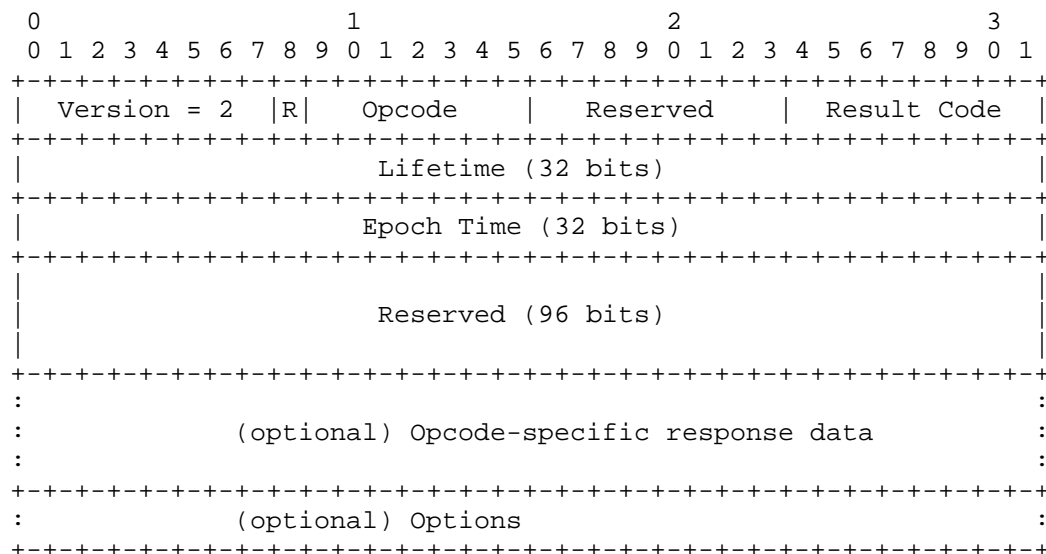 0                   1                   2                   3
 0 1 2 3 4 5 6 7 8 9 0 1 2 3 4 5 6 7 8 9 0 1 2 3 4 5 6 7 8 9 0 1
+-+-+-+-+-+-+-+-+-+-+-+-+-+-+-+-+-+-+-+-+-+-+-+-+-+-+-+-+-+-+-+-+
|  Version = 2  |R|   Opcode    |   Reserved    |  Result Code  |
+-+-+-+-+-+-+-+-+-+-+-+-+-+-+-+-+-+-+-+-+-+-+-+-+-+-+-+-+-+-+-+-+
|                      Lifetime (32 bits)                       |
+-+-+-+-+-+-+-+-+-+-+-+-+-+-+-+-+-+-+-+-+-+-+-+-+-+-+-+-+-+-+-+-+
|                     Epoch Time (32 bits)                      |
+-+-+-+-+-+-+-+-+-+-+-+-+-+-+-+-+-+-+-+-+-+-+-+-+-+-+-+-+-+-+-+-+
|                                                               |
|                      Reserved (96 bits)                       |
|                                                               |
+-+-+-+-+-+-+-+-+-+-+-+-+-+-+-+-+-+-+-+-+-+-+-+-+-+-+-+-+-+-+-+-+
:                                                               :
:             (optional) Opcode-specific response data          :
:                                                               :
+-+-+-+-+-+-+-+-+-+-+-+-+-+-+-+-+-+-+-+-+-+-+-+-+-+-+-+-+-+-+-+-+
:             (optional) Options                                :
+-+-+-+-+-+-+-+-+-+-+-+-+-+-+-+-+-+-+-+-+-+-+-+-+-+-+-+-+-+-+-+-+